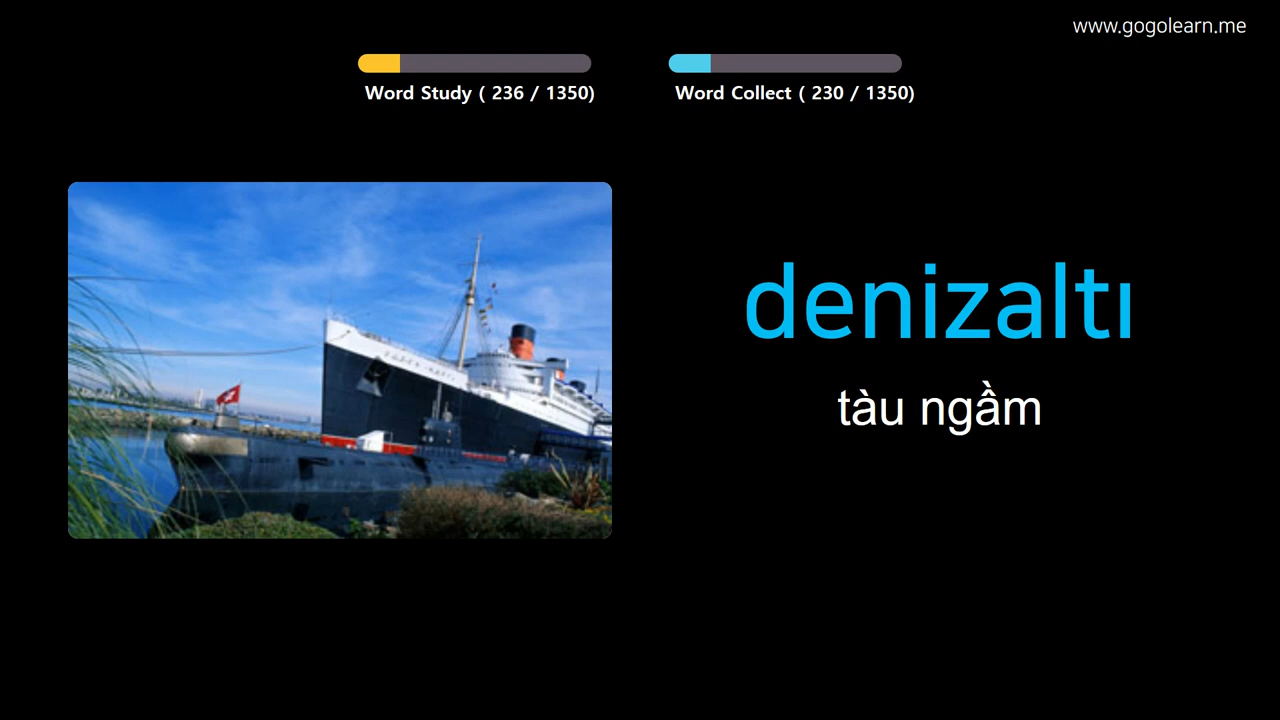 www.gogolearn.me
Word Study ( 236 / 1350)
Word Collect ( 230 / 1350)
denizaltı
tàu ngầm